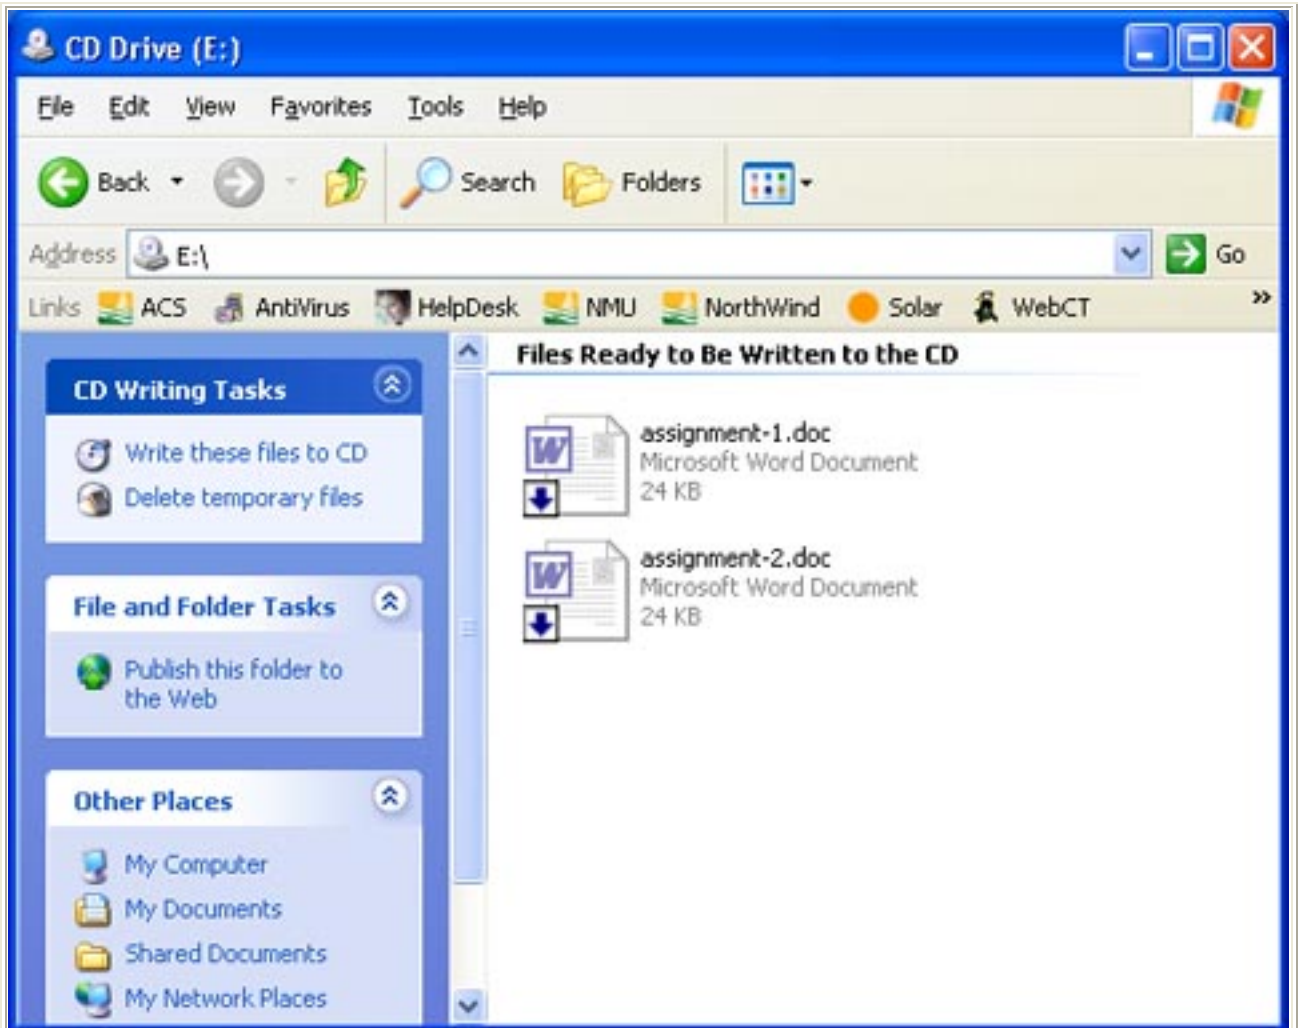 CD Drive (E:)
File Edit View Favorites Tools Help
Back Search Folders
Address E:\ Go
Links ACS AntiVirus HelpDesk NMU NorthWind Solar WebCT »
Files Ready to Be Written to the CD
CD Writing Tasks
Write these files to CD
Delete temporary files
File and Folder Tasks
Publish this folder to
the Web
Other Places
My Computer
My Documents
Shared Documents
My Network Places
W
assignment-1.doc
Microsoft Word Document
24 KB
W
assignment-2.doc
Microsoft Word Document
24 KB